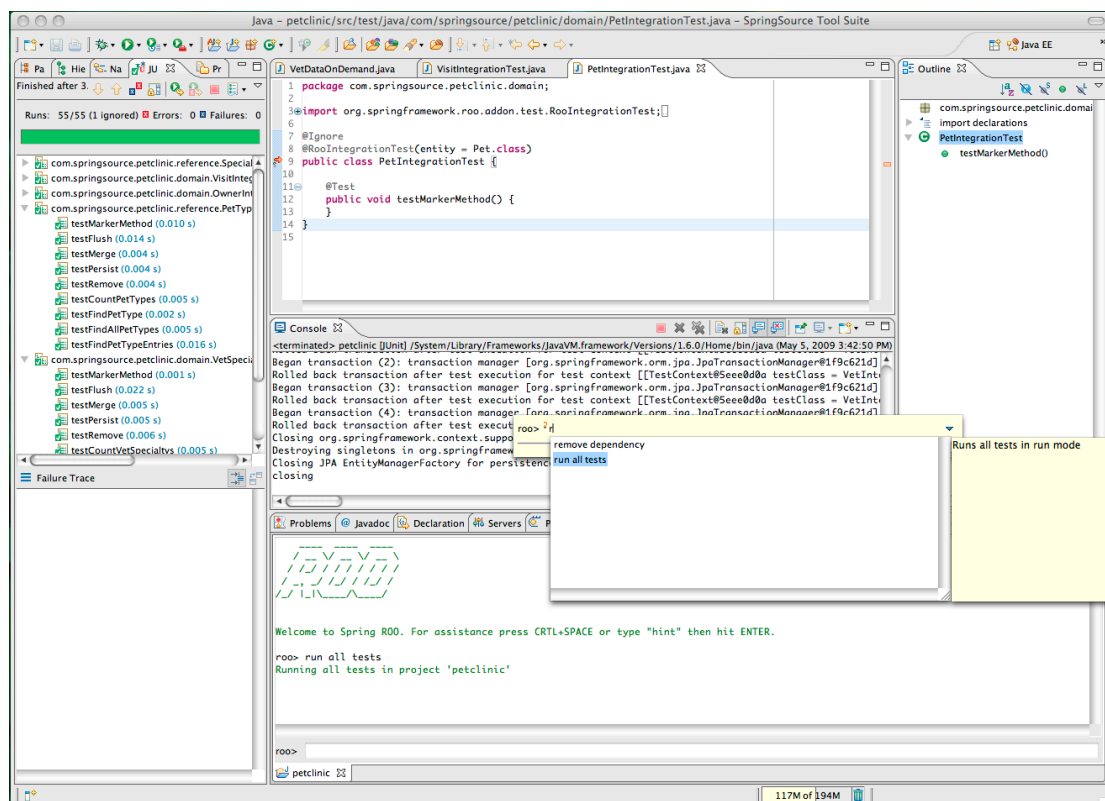 Java – petclinic/src/test/java/com/springsource/petclinic/domain/PetIntegrationTest.java – SpringSource Tool Suite
Java EE
Pa
Hie
Na
JU
Pr
Finished after 3.
Runs: 55/55 (1 ignored) Errors: 0 Failures: 0
com.springsource.petclinic.reference.Special
com.springsource.petclinic.domain.VisitInteg
com.springsource.petclinic.domain.OwnerInt
com.springsource.petclinic.reference.PetTyp
testMarkerMethod (0.010 s)
testFlush (0.014 s)
testMerge (0.004 s)
testPersist (0.004 s)
testRemove (0.004 s)
testCountPetTypes (0.005 s)
testFindPetType (0.002 s)
testFindAllPetTypes (0.005 s)
testFindPetTypeEntries (0.016 s)
com.springsource.petclinic.domain.VetSpecia
testMarkerMethod (0.001 s)
testFlush (0.022 s)
testMerge (0.005 s)
testPersist (0.005 s)
testRemove (0.006 s)
testCountVetSpecialtys (0.005 s)
Failure Trace
VetDataOnDemand.java
VisitIntegrationTest.java
PetIntegrationTest.java
1 package com.springsource.petclinic.domain;
2
3 import org.springframework.roo.addon.test.RooIntegrationTest;
6
7 @Ignore
8 @RooIntegrationTest(entity = Pet.class)
9 public class PetIntegrationTest {
10
11 @Test
12 public void testMarkerMethod() {
13 }
14 }
15
Outline
com.springsource.petclinic.domai
import declarations
PetIntegrationTest
testMarkerMethod()
Console
<terminated> petclinic [JUnit] /System/Library/Frameworks/JavaVM.framework/Versions/1.6.0/Home/bin/java (May 5, 2009 3:42:50 PM)
Began transaction (2): transaction manager [org.springframework.orm.jpa.JpaTransactionManager@1f9c621d]
Rolled back transaction after test execution for test context [[TestContext@5eee0d0a testClass = VetInte
Began transaction (3): transaction manager [org.springframework.orm.jpa.JpaTransactionManager@1f9c621d]
Rolled back transaction after test execution for test context [[TestContext@5eee0d0a testClass = VetInte
Began transaction (4): transaction manager [org.springframework.orm.jpa.JpaTransactionManager@1f9c621d]
Rolled back transaction after test execut
Closing org.springframework.context.suppo
Destroying singletons in org.springframew
Closing JPA EntityManagerFactory for persistenc
closing
roo> r
remove dependency
run all tests
Runs all tests in run mode
Problems
@ Javadoc
Declaration
Servers
P
Welcome to Spring ROO. For assistance press CRTL+SPACE or type "hint" then hit ENTER.
roo> run all tests
Running all tests in project 'petclinic'
roo>
petclinic
117M of 194M